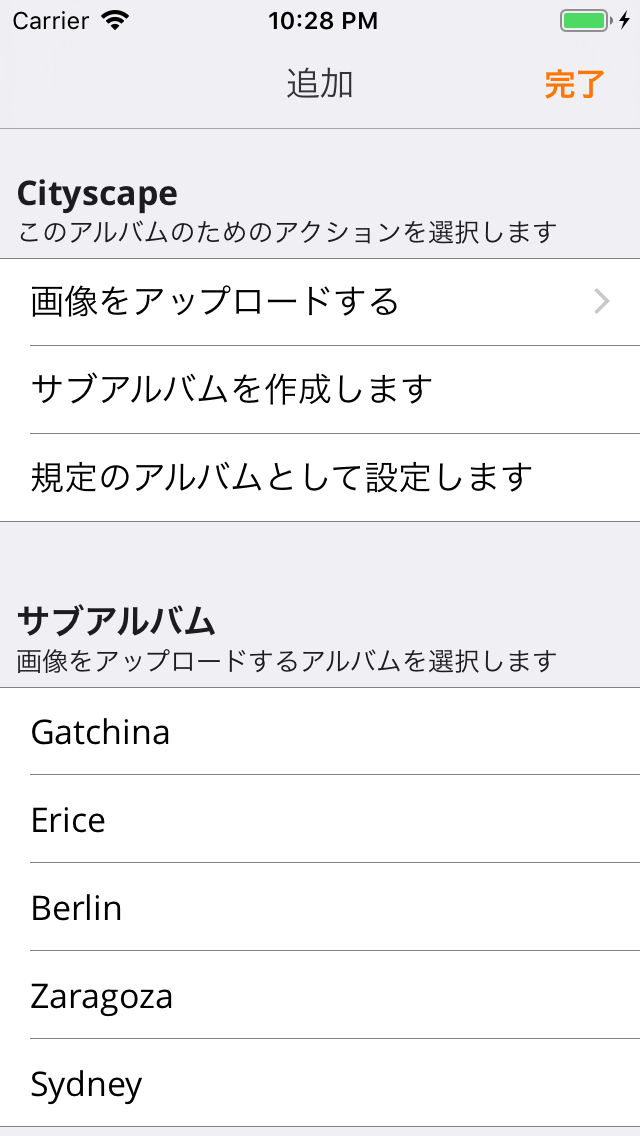 Carrier 10:28 PM
追加 完了
Cityscape
このアルバムのためのアクションを選択します
画像をアップロードする
サブアルバムを作成します
規定のアルバムとして設定します
サブアルバム
画像をアップロードするアルバムを選択します
Gatchina
Erice
Berlin
Zaragoza
Sydney